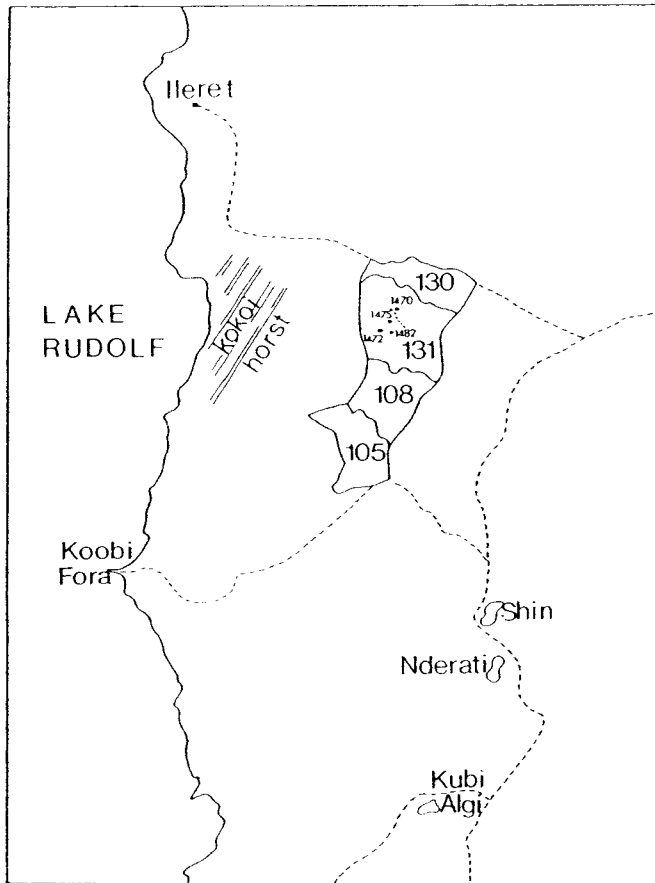 Ileret
130
1470
1475
LAKE
RUDOLF
kokoi
horst
1472
1482
131
108
105
Koobi
Fora
Shin
Nderati
Kubi
Algi